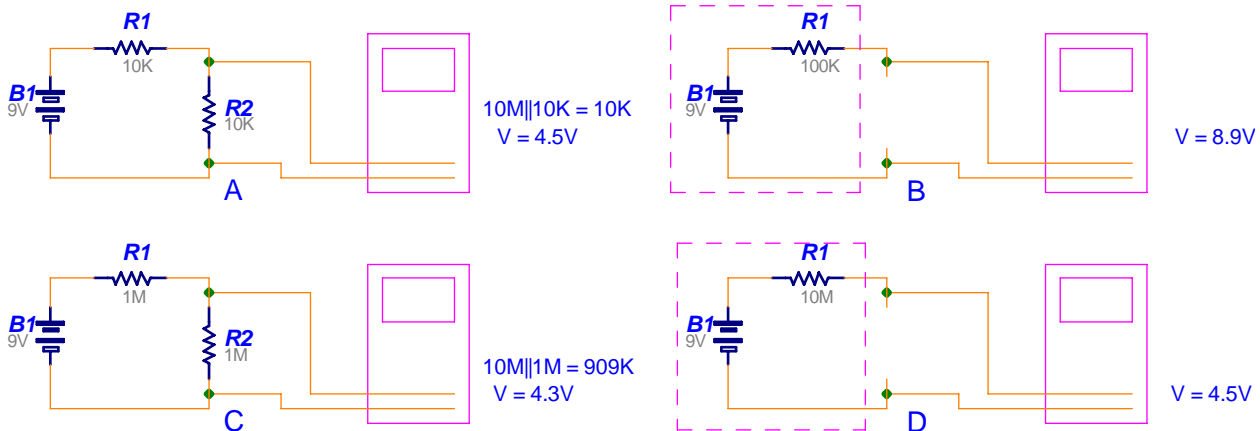 R1
10K
B1
9V
R2
10K
10M||10K = 10K
V = 4.5V
A
R1
100K
B1
9V
V = 8.9V
B
R1
1M
B1
9V
R2
1M
10M||1M = 909K
V = 4.3V
C
R1
10M
B1
9V
V = 4.5V
D